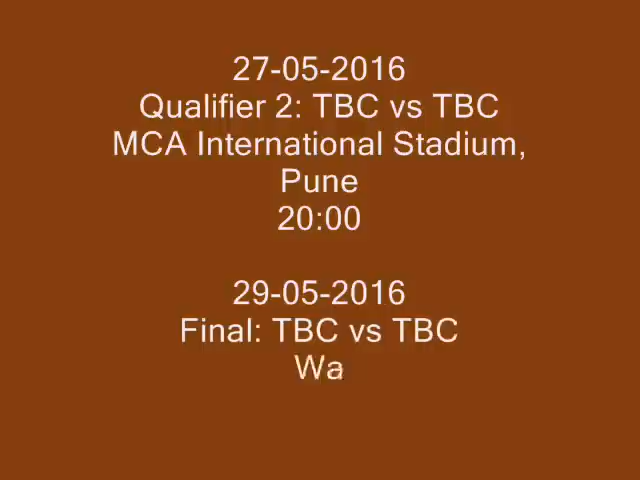 27-05-2016
Qualifier 2: TBC vs TBC
MCA International Stadium,
Pune
20:00
29-05-2016
Final: TBC vs TBC
Wa